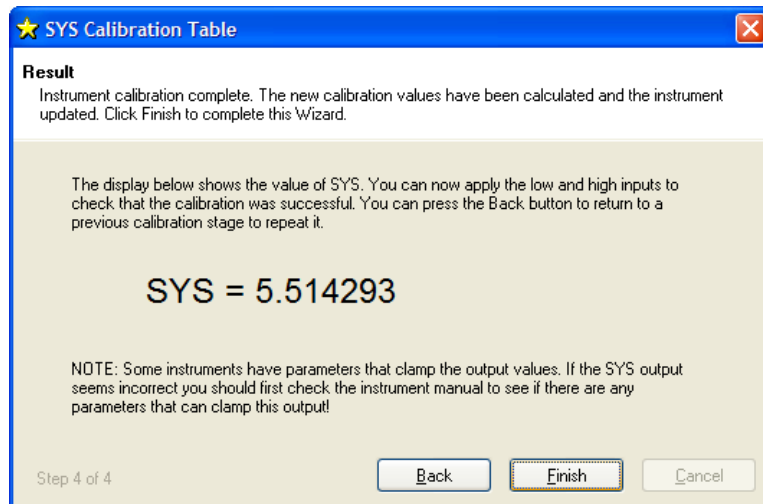 SYS Calibration Table
Result
Instrument calibration complete. The new calibration values have been calculated and the instrument
updated. Click Finish to complete this Wizard.
The display below shows the value of SYS. You can now apply the low and high inputs to
check that the calibration was successful. You can press the Back button to return to a
previous calibration stage to repeat it.
SYS = 5.514293
NOTE: Some instruments have parameters that clamp the output values. If the SYS output
seems incorrect you should first check the instrument manual to see if there are any
parameters that can clamp this output!
Step 4 of 4
Back
Finish
Cancel